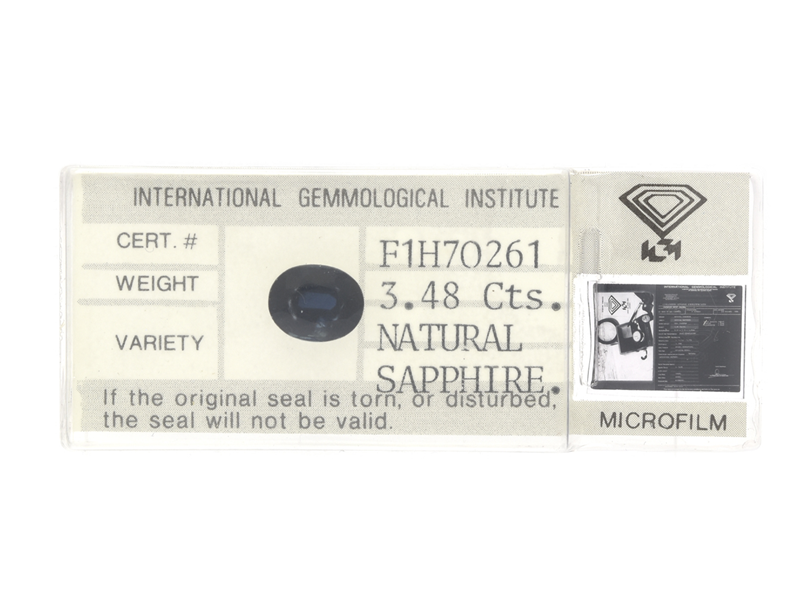 INTERNATIONAL GEMMOLOGICAL INSTITUTE
CERT. # F1H70261
WEIGHT 3.48 Cts.
VARIETY NATURAL
SAPPHIRE.
If the original seal is torn, or disturbed,
the seal will not be valid.
MICROFILM